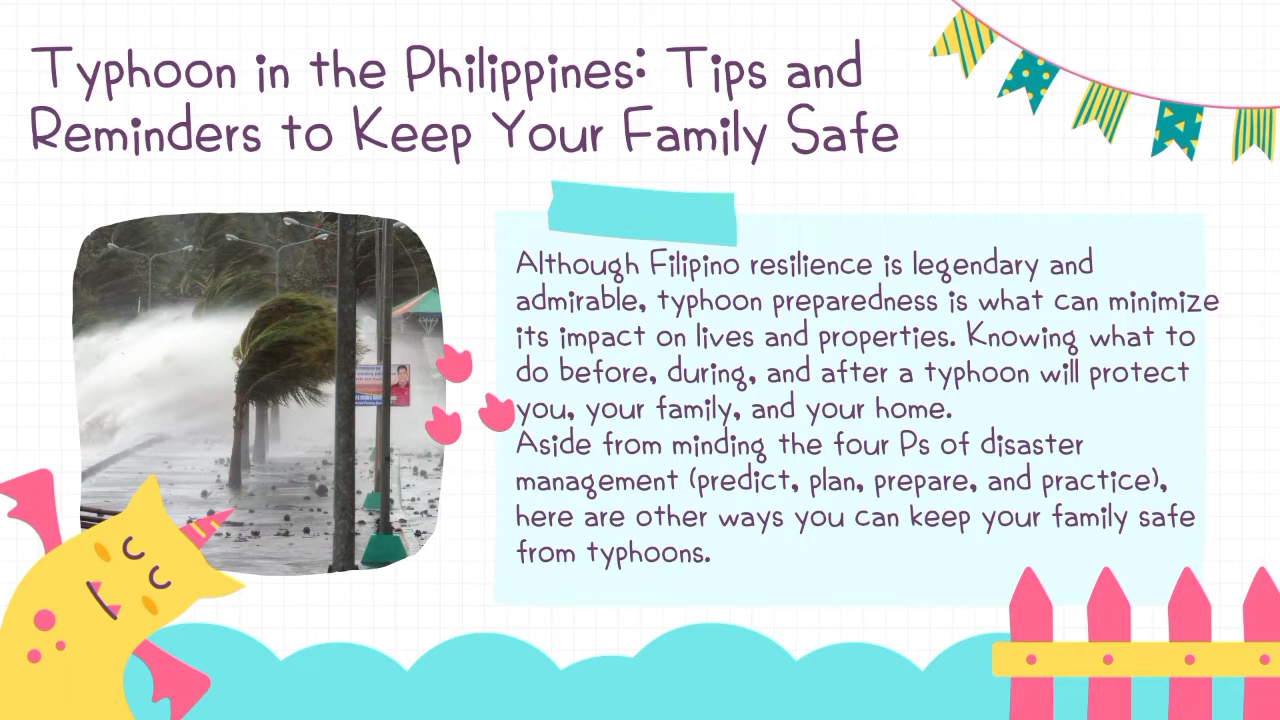 Typhoon in the Philippines: Tips and
Reminders to Keep Your Family Safe
Although Filipino resilience is legendary and
admirable, typhoon preparedness is what can minimize
its impact on lives and properties. Knowing what to
do before, during, and after a typhoon will protect
you, your family, and your home.
Aside from minding the four Ps of disaster
management (predict, plan, prepare, and practice),
here are other ways you can keep your family safe
from typhoons.